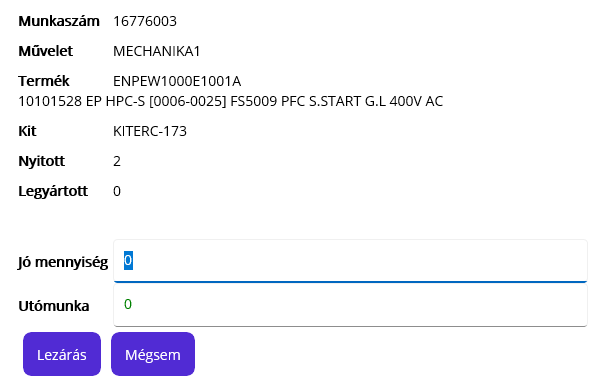 Munkaszám 16776003
Művelet MECHANIKA1
Termék ENPEW1000E1001A
10101528 EP HPC-S [0006-0025] FS5009 PFC S.START G.L 400V AC
Kit KITERC-173
Nyitott 2
Legyártott 0
Jó mennyiség 0
Utómunka 0
Lezárás Mégsem